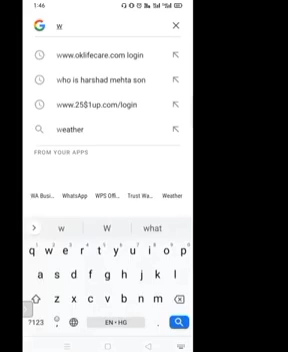 1:46
w
www.oklifecare.com login
who is harshad mehta son
www.25$1up.com/login
weather
FROM YOUR APPS
WA Busi... WhatsApp WPS Offi... Trust Wa... Weather
w W what
q w e r t y u i o p
a s d f g h j k l
z x c v b n m
?123 EN • HG .